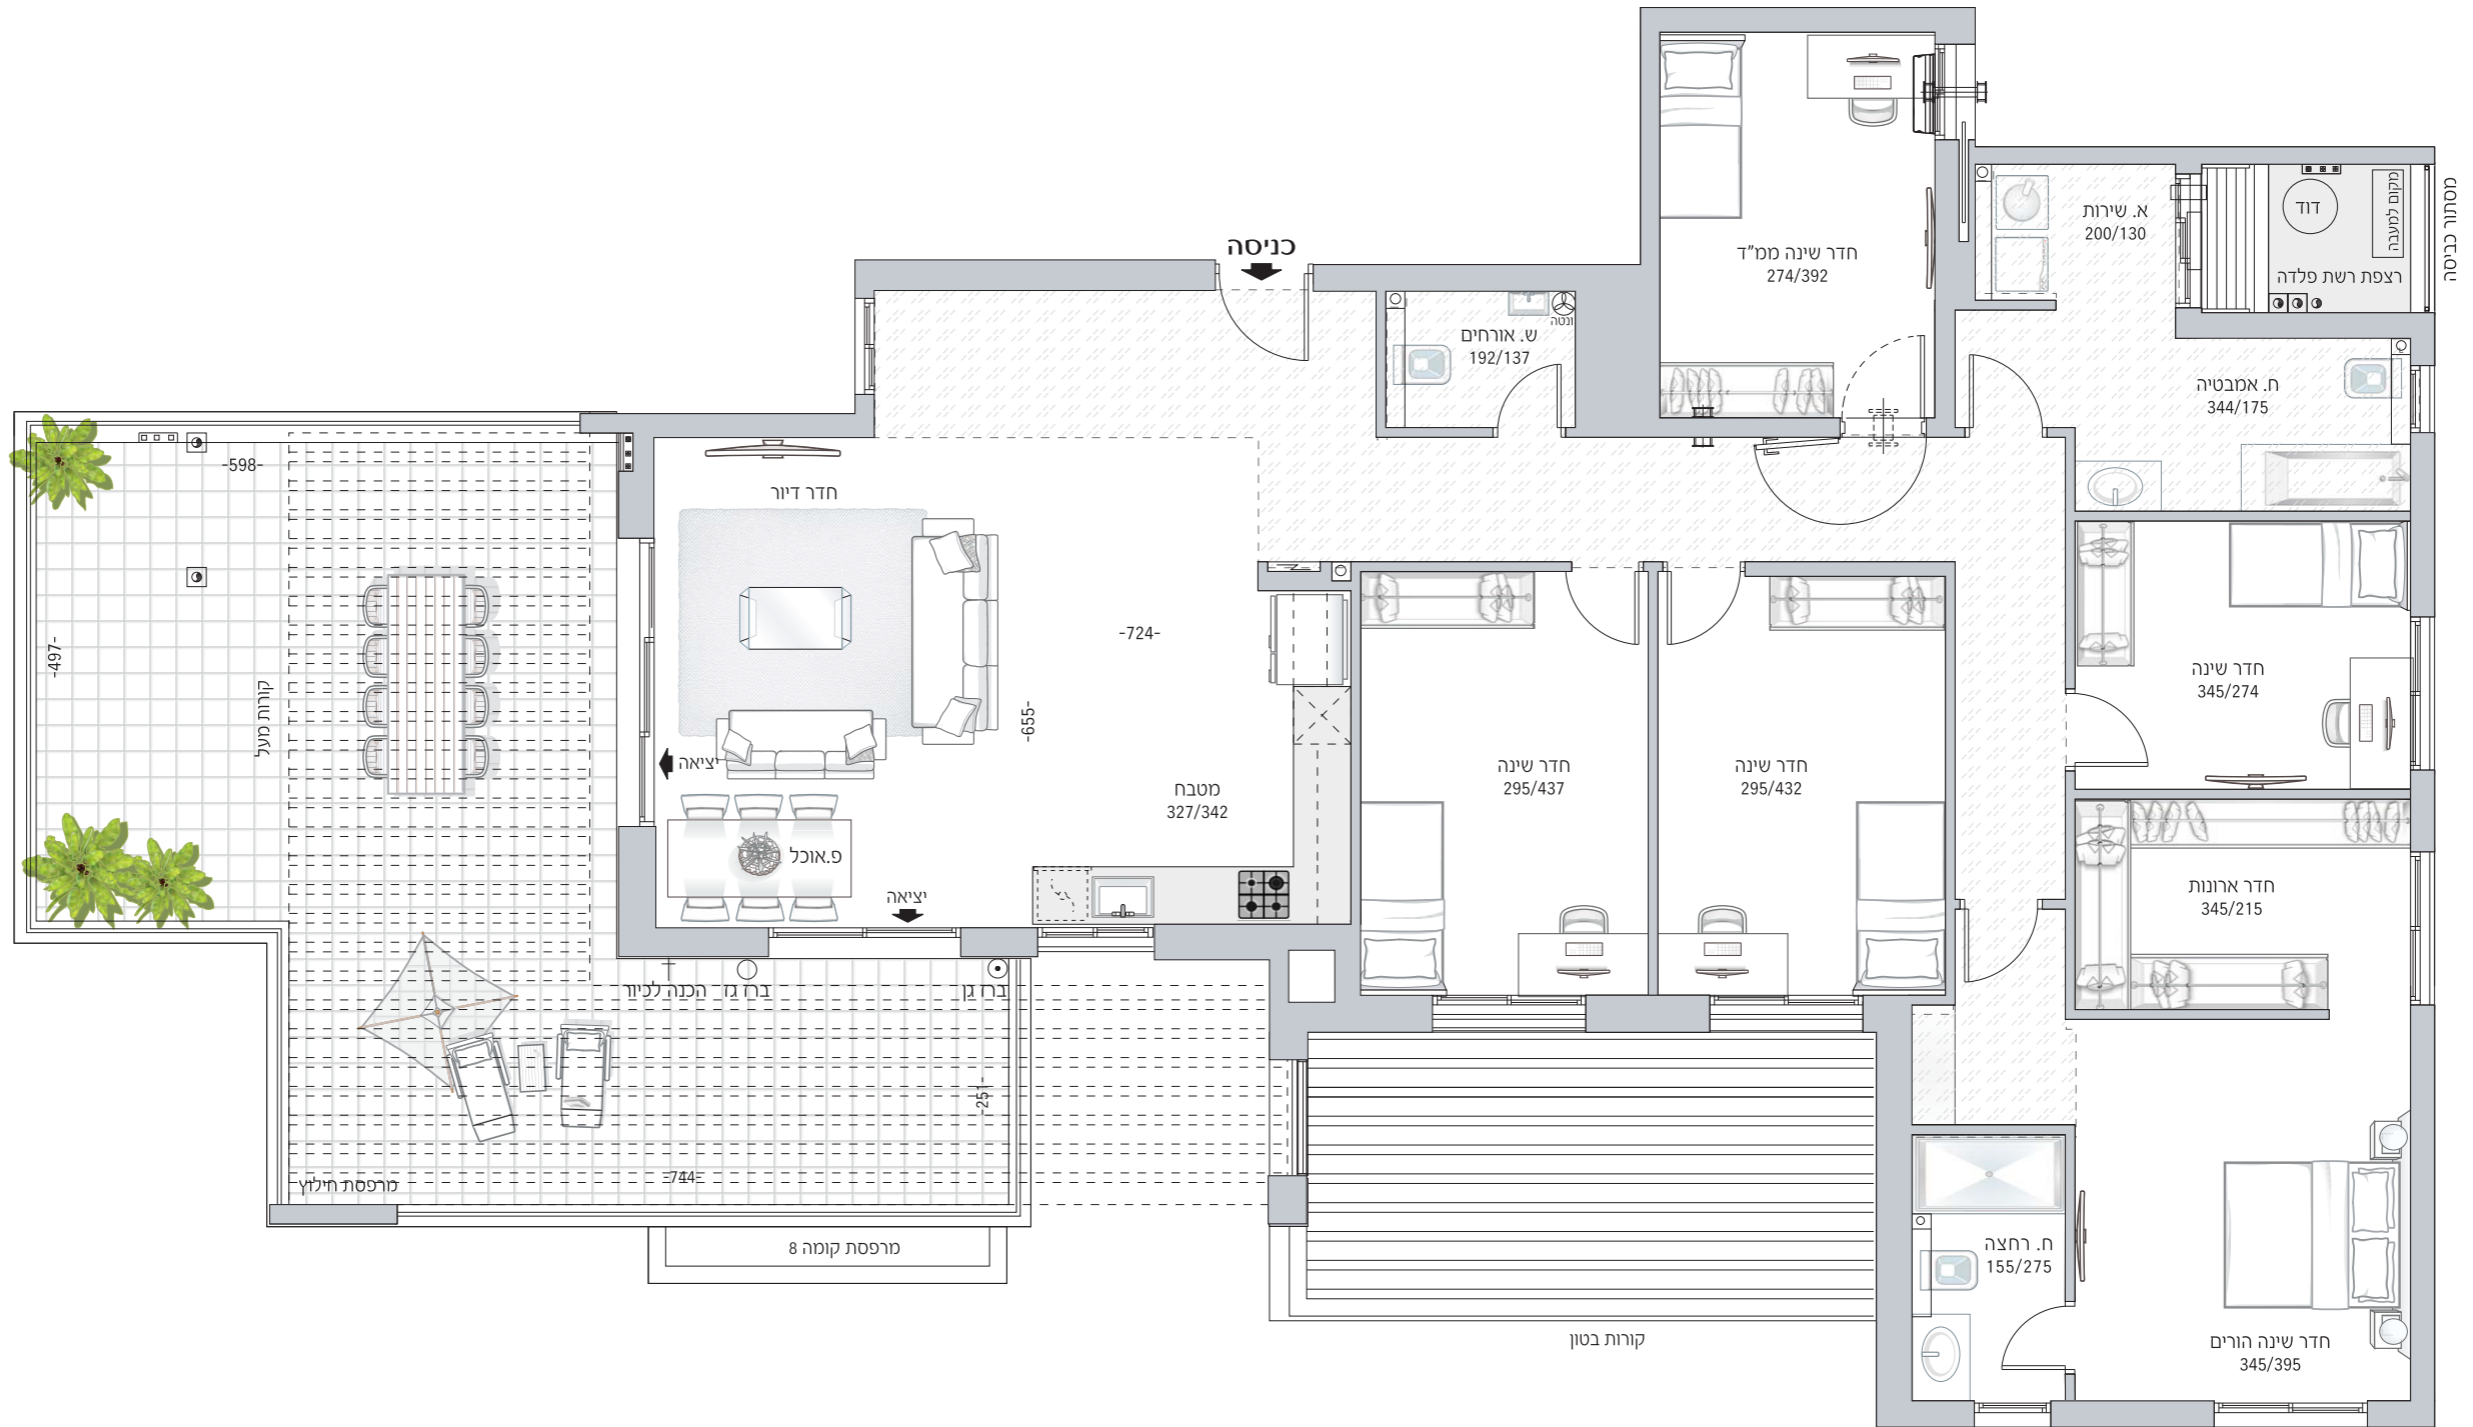 כניסה
חדר שינה ממ"ד
274/392
א. שירות
200/130
דוד
מקום למעבה
רצפת רשת פלדה
מסתור כביסה
ש. אורחים
192/137
ונטה
ח. אמבטיה
344/175
-598-
חדר דיור
-724-
-497-
קורות מעל
-655-
חדר שינה
345/274
יציאה
מטבח
327/342
חדר שינה
295/437
חדר שינה
295/432
פ.אוכל
יציאה
חדר ארונות
345/215
ברז גן
ברז גז
הכנה לכיור
-251-
-744-
מרפסת חילוץ
מרפסת קומה 8
ח. רחצה
155/275
קורות בטון
חדר שינה הורים
345/395